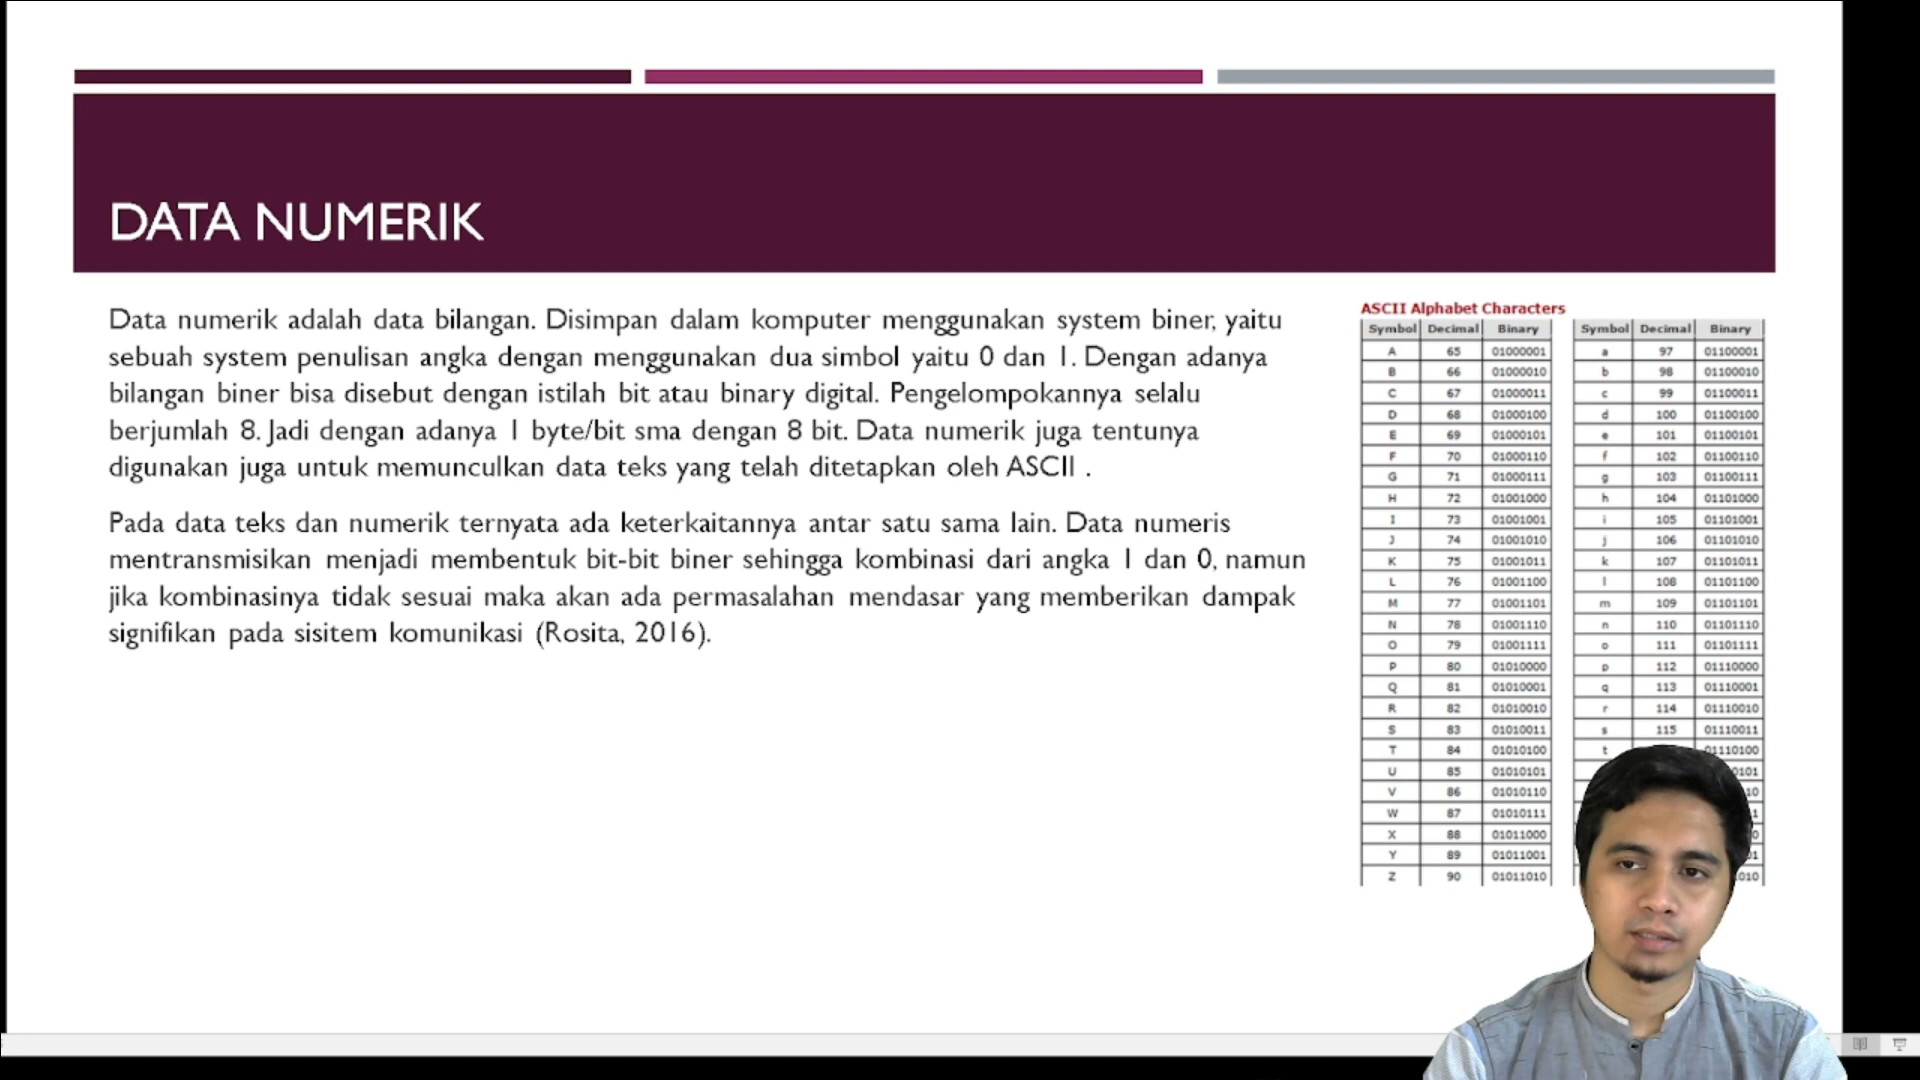 DATA NUMERIK
Data numerik adalah data bilangan. Disimpan dalam komputer menggunakan system biner, yaitu
sebuah system penulisan angka dengan menggunakan dua simbol yaitu 0 dan 1. Dengan adanya
bilangan biner bisa disebut dengan istilah bit atau binary digital. Pengelompokannya selalu
berjumlah 8. Jadi dengan adanya 1 byte/bit sma dengan 8 bit. Data numerik juga tentunya
digunakan juga untuk memunculkan data teks yang telah ditetapkan oleh ASCII .
Pada data teks dan numerik ternyata ada keterkaitannya antar satu sama lain. Data numeris
mentransmisikan menjadi membentuk bit-bit biner sehingga kombinasi dari angka 1 dan 0, namun
jika kombinasinya tidak sesuai maka akan ada permasalahan mendasar yang memberikan dampak
signifikan pada sisitem komunikasi (Rosita, 2016).
ASCII Alphabet Characters
Symbol Decimal Binary Symbol Decimal Binary
A 65 01000001 a 97 01100001
B 66 01000010 b 98 01100010
C 67 01000011 c 99 01100011
D 68 01000100 d 100 01100100
E 69 01000101 e 101 01100101
F 70 01000110 f 102 01100110
G 71 01000111 g 103 01100111
H 72 01001000 h 104 01101000
I 73 01001001 i 105 01101001
J 74 01001010 j 106 01101010
K 75 01001011 k 107 01101011
L 76 01001100 l 108 01101100
M 77 01001101 m 109 01101101
N 78 01001110 n 110 01101110
O 79 01001111 o 111 01101111
P 80 01010000 p 112 01110000
Q 81 01010001 q 113 01110001
R 82 01010010 r 114 01110010
S 83 01010011 s 115 01110011
T 84 01010100 t 01110100
U 85 01010101
V 86 01010110
W 87 01010111
X 88 01011000
Y 89 01011001
Z 90 01011010